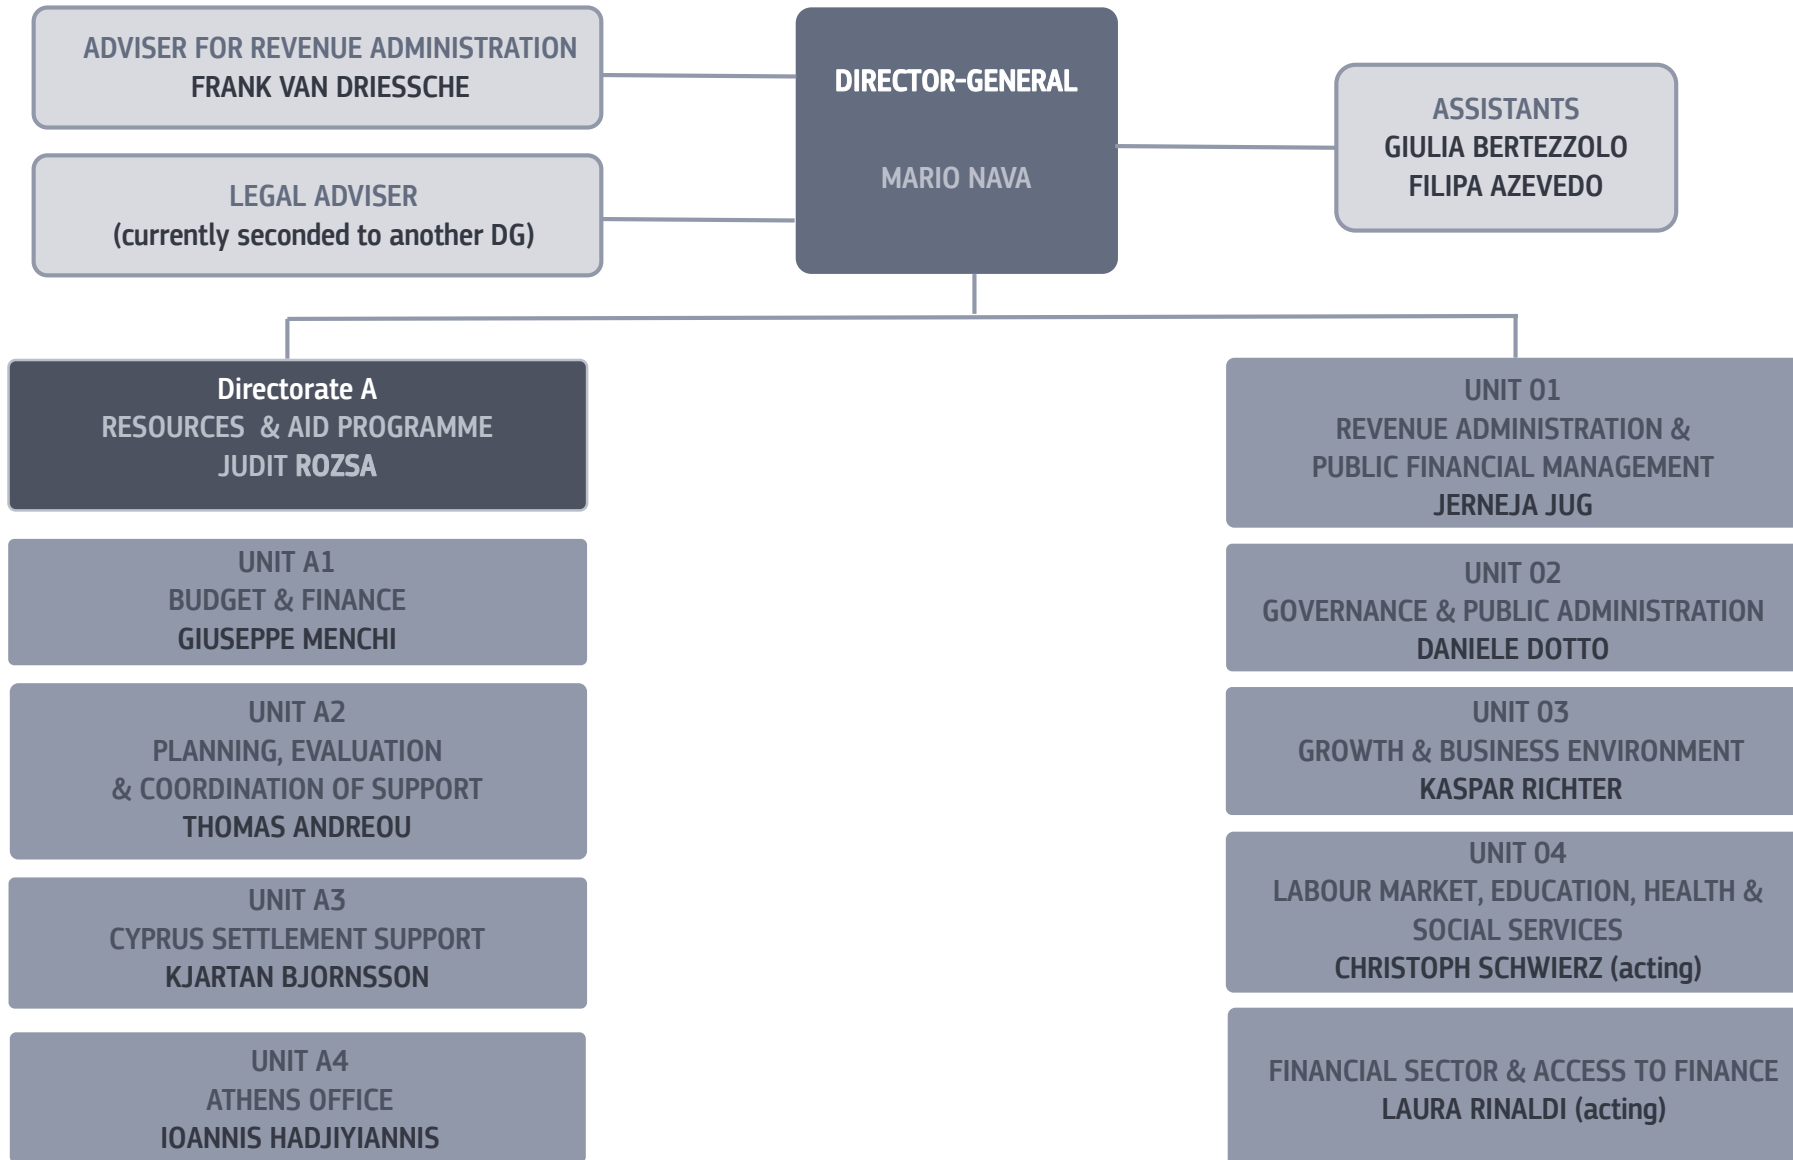 ADVISER FOR REVENUE ADMINISTRATION
FRANK VAN DRIESSCHE
LEGAL ADVISER
(currently seconded to another DG)
DIRECTOR-GENERAL
MARIO NAVA
ASSISTANTS
GIULIA BERTEZZOLO
FILIPA AZEVEDO
Directorate A
RESOURCES & AID PROGRAMME
JUDIT ROZSA
UNIT A1
BUDGET & FINANCE
GIUSEPPE MENCHI
UNIT A2
PLANNING, EVALUATION
& COORDINATION OF SUPPORT
THOMAS ANDREOU
UNIT A3
CYPRUS SETTLEMENT SUPPORT
KJARTAN BJORNSSON
UNIT A4
ATHENS OFFICE
IOANNIS HADJIYIANNIS
UNIT 01
REVENUE ADMINISTRATION &
PUBLIC FINANCIAL MANAGEMENT
JERNEJA JUG
UNIT 02
GOVERNANCE & PUBLIC ADMINISTRATION
DANIELE DOTTO
UNIT 03
GROWTH & BUSINESS ENVIRONMENT
KASPAR RICHTER
UNIT 04
LABOUR MARKET, EDUCATION, HEALTH &
SOCIAL SERVICES
CHRISTOPH SCHWIERZ (acting)
FINANCIAL SECTOR & ACCESS TO FINANCE
LAURA RINALDI (acting)